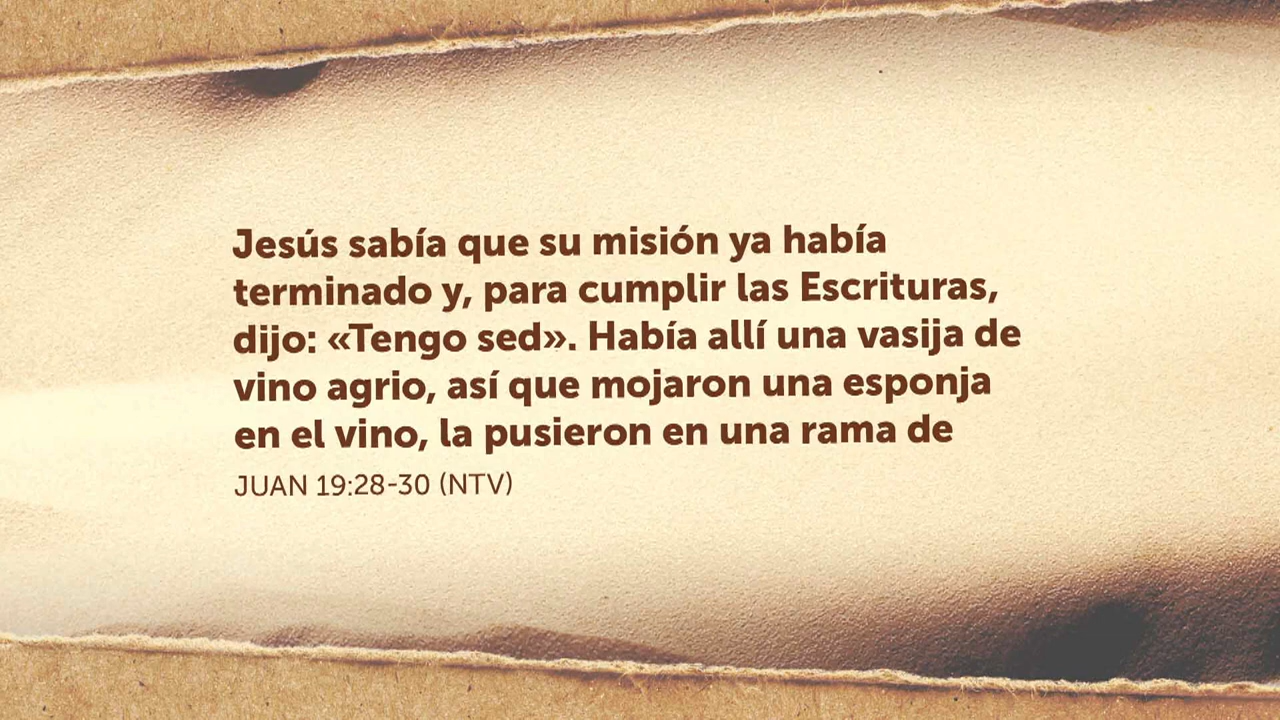 Jesús sabía que su misión ya había
terminado y, para cumplir las Escrituras,
dijo: «Tengo sed». Había allí una vasija de
vino agrio, así que mojaron una esponja
en el vino, la pusieron en una rama de
JUAN 19:28-30 (NTV)